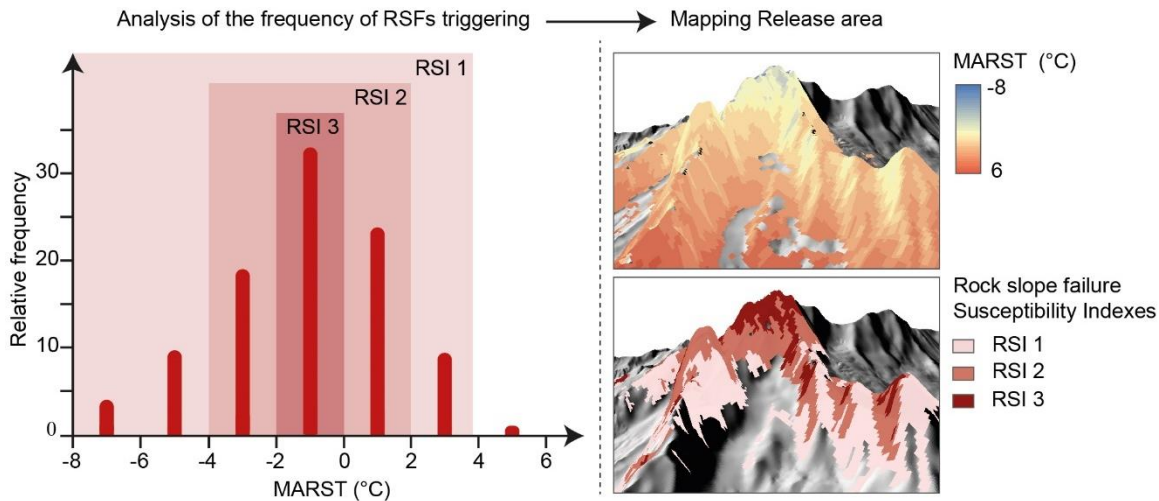 Analysis of the frequency of RSFs triggering
Mapping Release area
RSI 1
RSI 2
RSI 3
Relative frequency
30
20
10
0
-8
-6
-4
-2
0
2
4
6
MARST (°C)
MARST (°C)
-8
6
Rock slope failure
Susceptibility Indexes
RSI 1
RSI 2
RSI 3